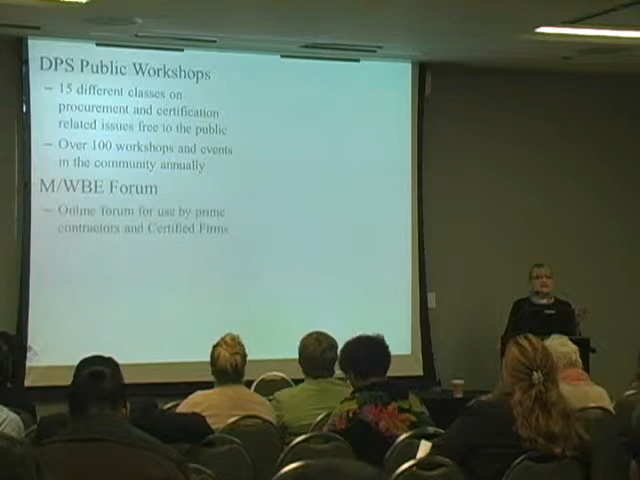 DPS Public Workshops
– 15 different classes on
procurement and certification
related issues free to the public
– Over 100 workshops and events
in the community annually
M/WBE Forum
– Online forum for use by prime
contractors and Certified Firms